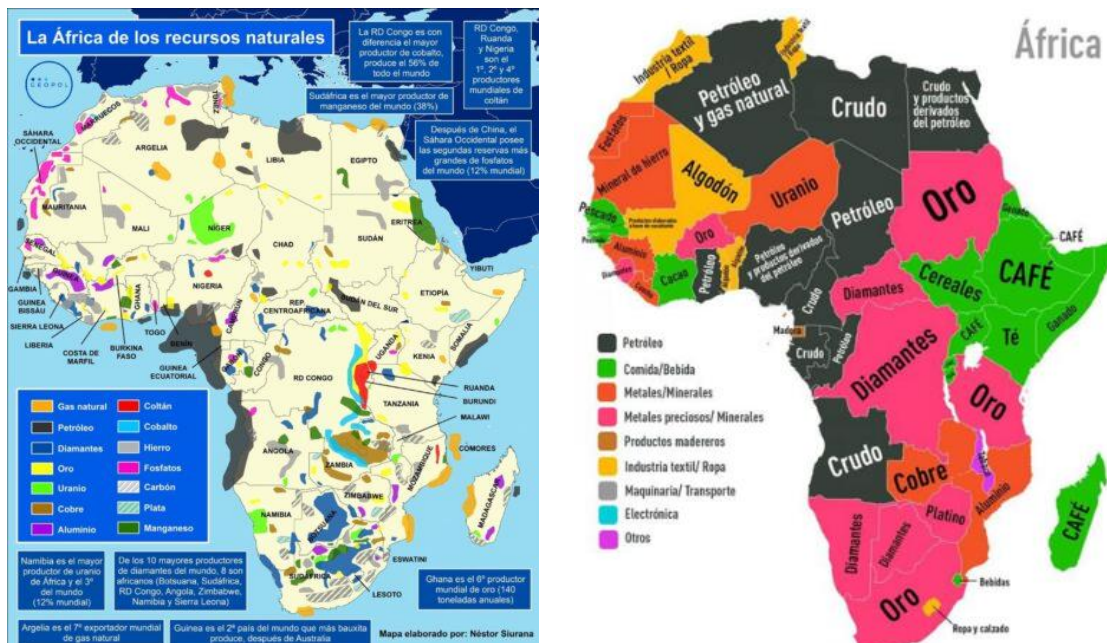 La África de los recursos naturales
GEOPOL
La RD Congo es con
diferencia el mayor
productor de cobalto,
produce el 56% de
todo el mundo
RD Congo,
Ruanda
y Nigeria
son el
1º, 2º y 4º
productores
mundiales de
coltán
Sudáfrica es el mayor productor de
manganeso del mundo (38%)
Después de China, el
Sáhara Occidental posee
las segundas reservas más
grandes de fosfatos
del mundo (12% mundial)
MARRUECOS
TÚNEZ
SÁHARA
OCCIDENTAL
ARGELIA
LIBIA
EGIPTO
MAURITANIA
MALI
NÍGER
CHAD
SUDÁN
ERITREA
YIBUTI
SENEGAL
GAMBIA
GUINEA
BISSÁU
GUINEA
SIERRA LEONA
LIBERIA
COSTA DE
MARFIL
BURKINA
FASO
GHANA
TOGO
BENÍN
NIGERIA
CAMERÚN
GUINEA
ECUATORIAL
REP.
CENTROAFRICANA
SUDÁN DEL SUR
ETIOPÍA
SOMALIA
UGANDA
KENIA
GABÓN
CONGO
RD CONGO
RUANDA
BURUNDI
TANZANIA
MALAWI
COMORES
ANGOLA
ZAMBIA
MOZAMBIQUE
ZIMBABWE
MADAGASCAR
NAMIBIA
BOTSUANA
ESWATINI
SUDÁFRICA
LESOTO
Gas natural
Petróleo
Diamantes
Oro
Uranio
Cobre
Aluminio
Coltán
Cobalto
Hierro
Fosfatos
Carbón
Plata
Manganeso
Namibia es el mayor
productor de uranio
de África y el 3º
del mundo
(12% mundial)
De los 10 mayores productores
de diamantes del mundo, 8 son
africanos (Botsuana, Sudáfrica,
RD Congo, Angola, Zimbabwe,
Namibia y Sierra Leona)
Ghana es el 6º productor
mundial de oro (140
toneladas anuales)
Argelia es el 7º exportador mundial
de gas natural
Guinea es el 2º país del mundo que más bauxita
produce, después de Australia
Mapa elaborado por: Néstor Siurana
África
Industria textil
/ Ropa
Industria textil
/ Ropa
Petróleo
y gas natural
Crudo
Crudo
y productos
derivados
del petróleo
Fosfatos
Mineral de hierro
Algodón
Uranio
Petróleo
Oro
Ganado
CAFÉ
Pescado
Aluminio
Diamantes
Cacao
Petróleo
Oro
Petróleo
y productos derivados
del petróleo
Diamantes
Cereales
CAFÉ
Ganado
Madera
Crudo
Crudo
Petróleo
Diamantes
CAFÉ
Té
Oro
Crudo
Cobre
Tabaco
Aluminio
CAFÉ
Diamantes
Diamantes
Platino
Bebidas
Oro
Ropa y calzado
Petróleo
Comida/Bebida
Metales/Minerales
Metales preciosos/ Minerales
Productos madereros
Industria textil/ Ropa
Maquinaria/ Transporte
Electrónica
Otros